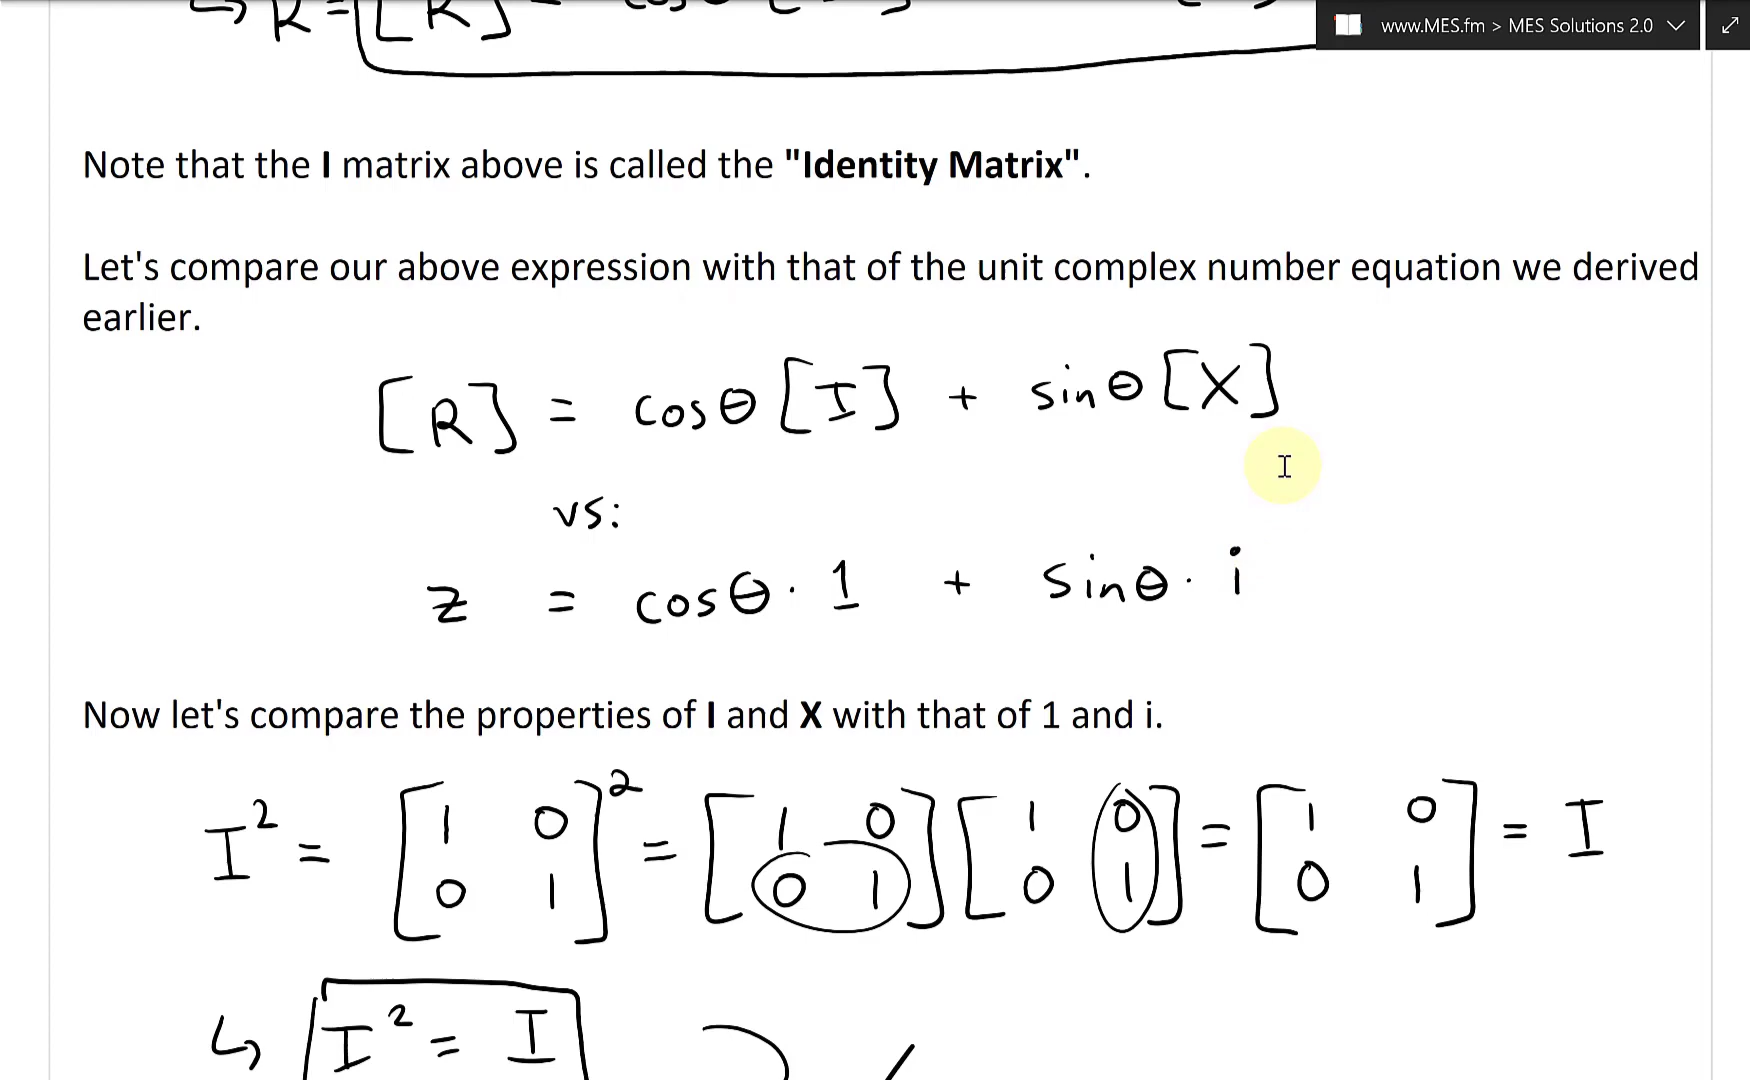 ↳ R = [R] = cosθ [
www.MES.fm > MES Solutions 2.0
Note that the I matrix above is called the "Identity Matrix".
Let's compare our above expression with that of the unit complex number equation we derived
earlier.
[R] = cosθ [I] + sinθ [X]
vs:
z = cosθ · 1 + sinθ · i
Now let's compare the properties of I and X with that of 1 and i.
I² = [1 0; 0 1]² = [1 0; 0 1] [1 0; 0 1] = [1 0; 0 1] = I
↳ I² = I